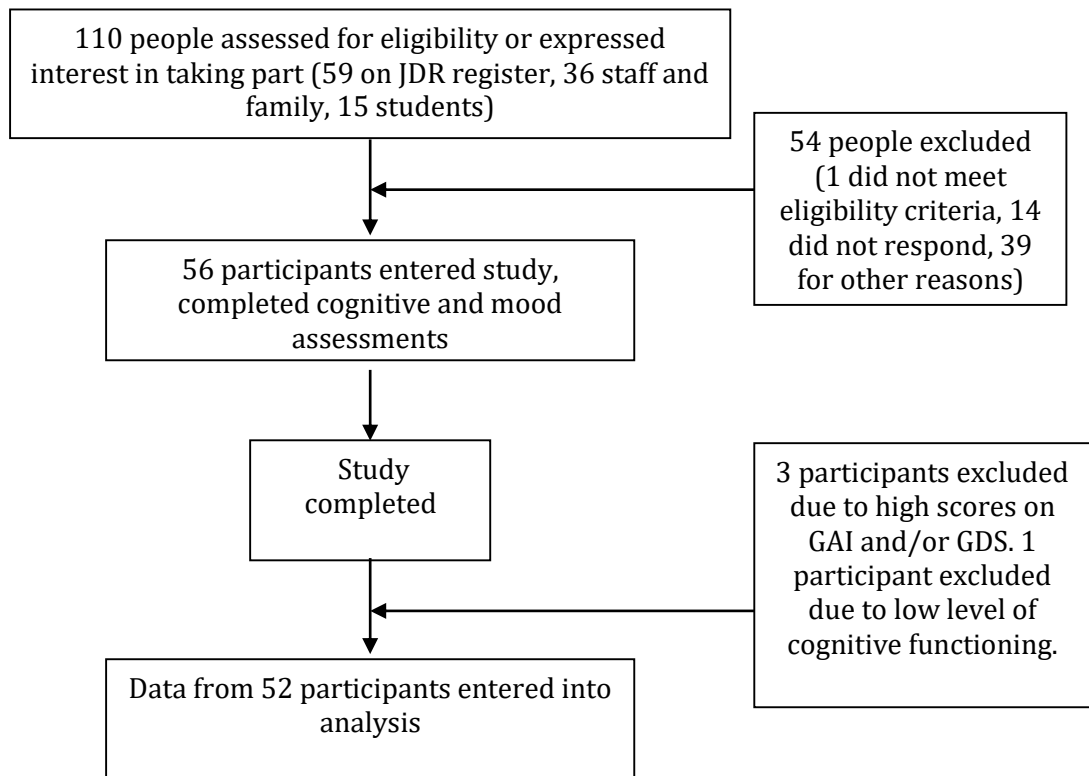 110 people assessed for eligibility or expressed
interest in taking part (59 on JDR register, 36 staff and
family, 15 students)
54 people excluded
(1 did not meet
eligibility criteria, 14
did not respond, 39
for other reasons)
56 participants entered study,
completed cognitive and mood
assessments
Study
completed
3 participants excluded
due to high scores on
GAI and/or GDS. 1
participant excluded
due to low level of
cognitive functioning.
Data from 52 participants entered into
analysis